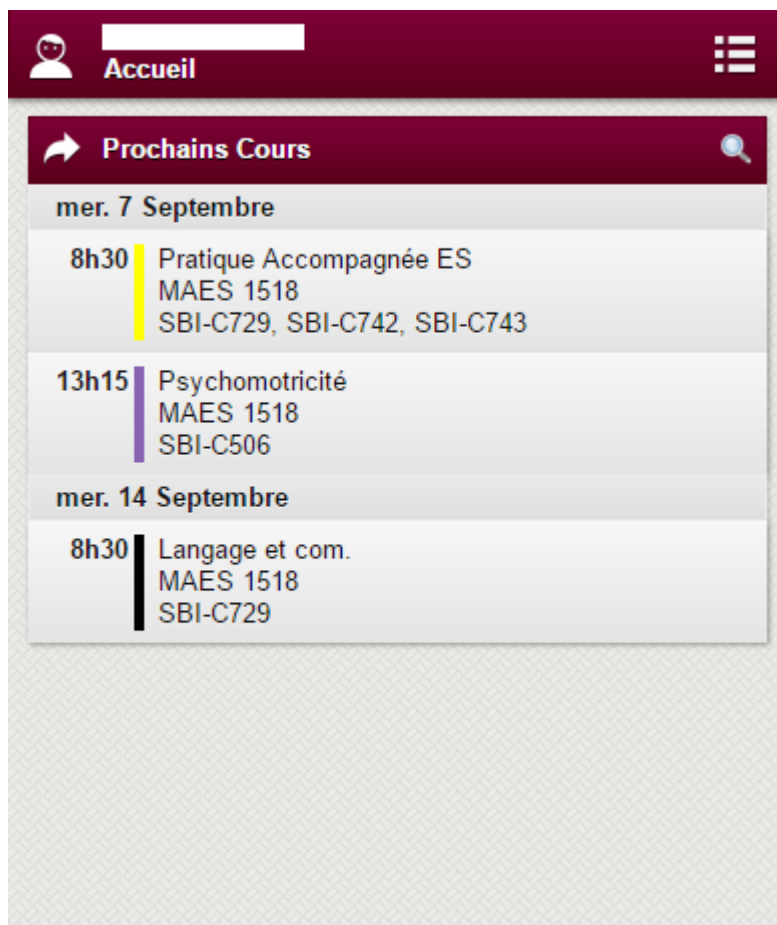 Accueil
Prochains Cours
mer. 7 Septembre
8h30 Pratique Accompagnée ES
MAES 1518
SBI-C729, SBI-C742, SBI-C743
13h15 Psychomotricité
MAES 1518
SBI-C506
mer. 14 Septembre
8h30 Langage et com.
MAES 1518
SBI-C729